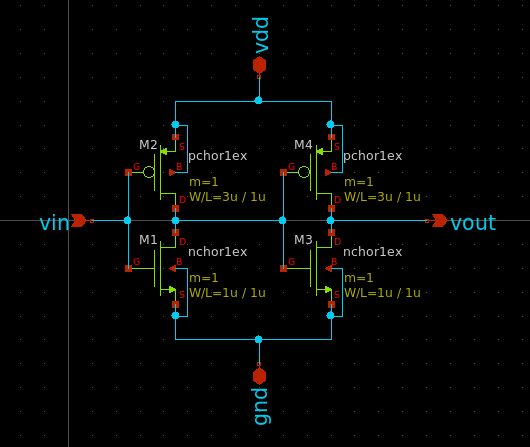 vdd
S
S
M2
M4
pchor1ex
pchor1ex
G
B
G
B
m=1
m=1
W/L=3u / 1u
W/L=3u / 1u
D
D
vin
vout
M1
M3
D
D
nchor1ex
nchor1ex
G
B
G
B
m=1
m=1
W/L=1u / 1u
W/L=1u / 1u
S
S
gnd